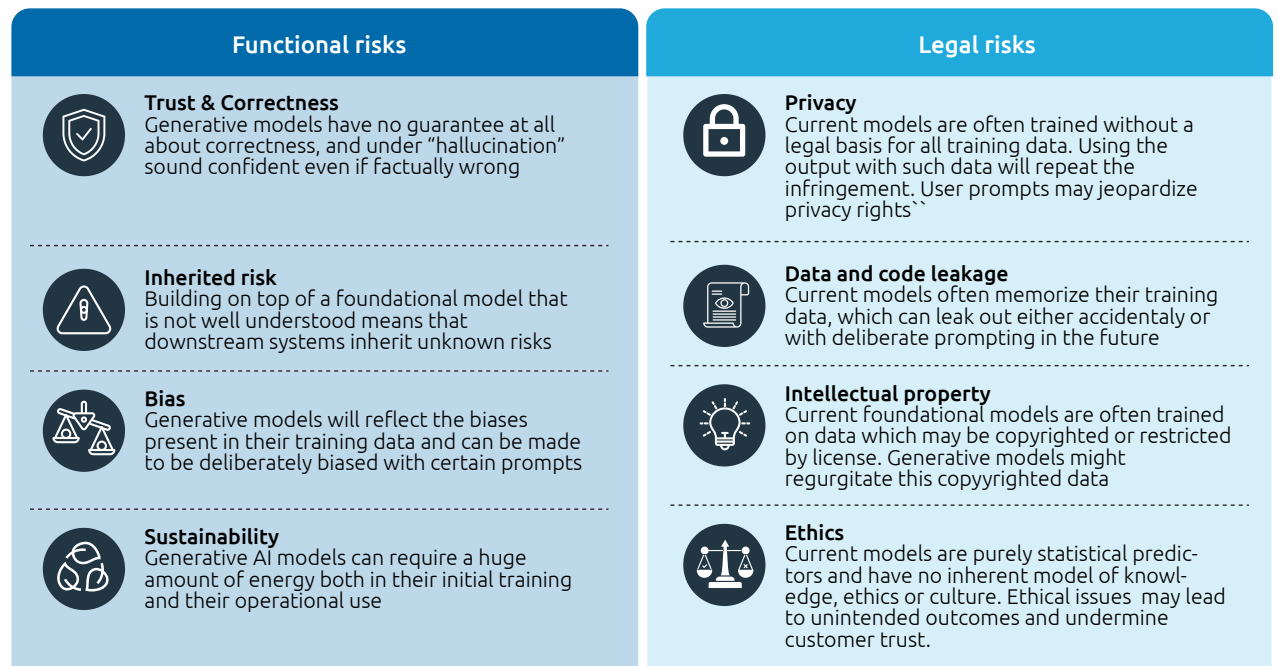 Functional risks
Trust & Correctness
Generative models have no guarantee at all
about correctness, and under “hallucination”
sound confident even if factually wrong
Inherited risk
Building on top of a foundational model that
is not well understood means that
downstream systems inherit unknown risks
Bias
Generative models will reflect the biases
present in their training data and can be made
to be deliberately biased with certain prompts
Sustainability
Generative AI models can require a huge
amount of energy both in their initial training
and their operational use
Legal risks
Privacy
Current models are often trained without a
legal basis for all training data. Using the
output with such data will repeat the
infringement. User prompts may jeopardize
privacy rights``
Data and code leakage
Current models often memorize their training
data, which can leak out either accidentaly or
with deliberate prompting in the future
Intellectual property
Current foundational models are often trained
on data which may be copyrighted or restricted
by license. Generative models might
regurgitate this copyyrighted data
Ethics
Current models are purely statistical predic-
tors and have no inherent model of knowl-
edge, ethics or culture. Ethical issues  may lead
to unintended outcomes and undermine
customer trust.